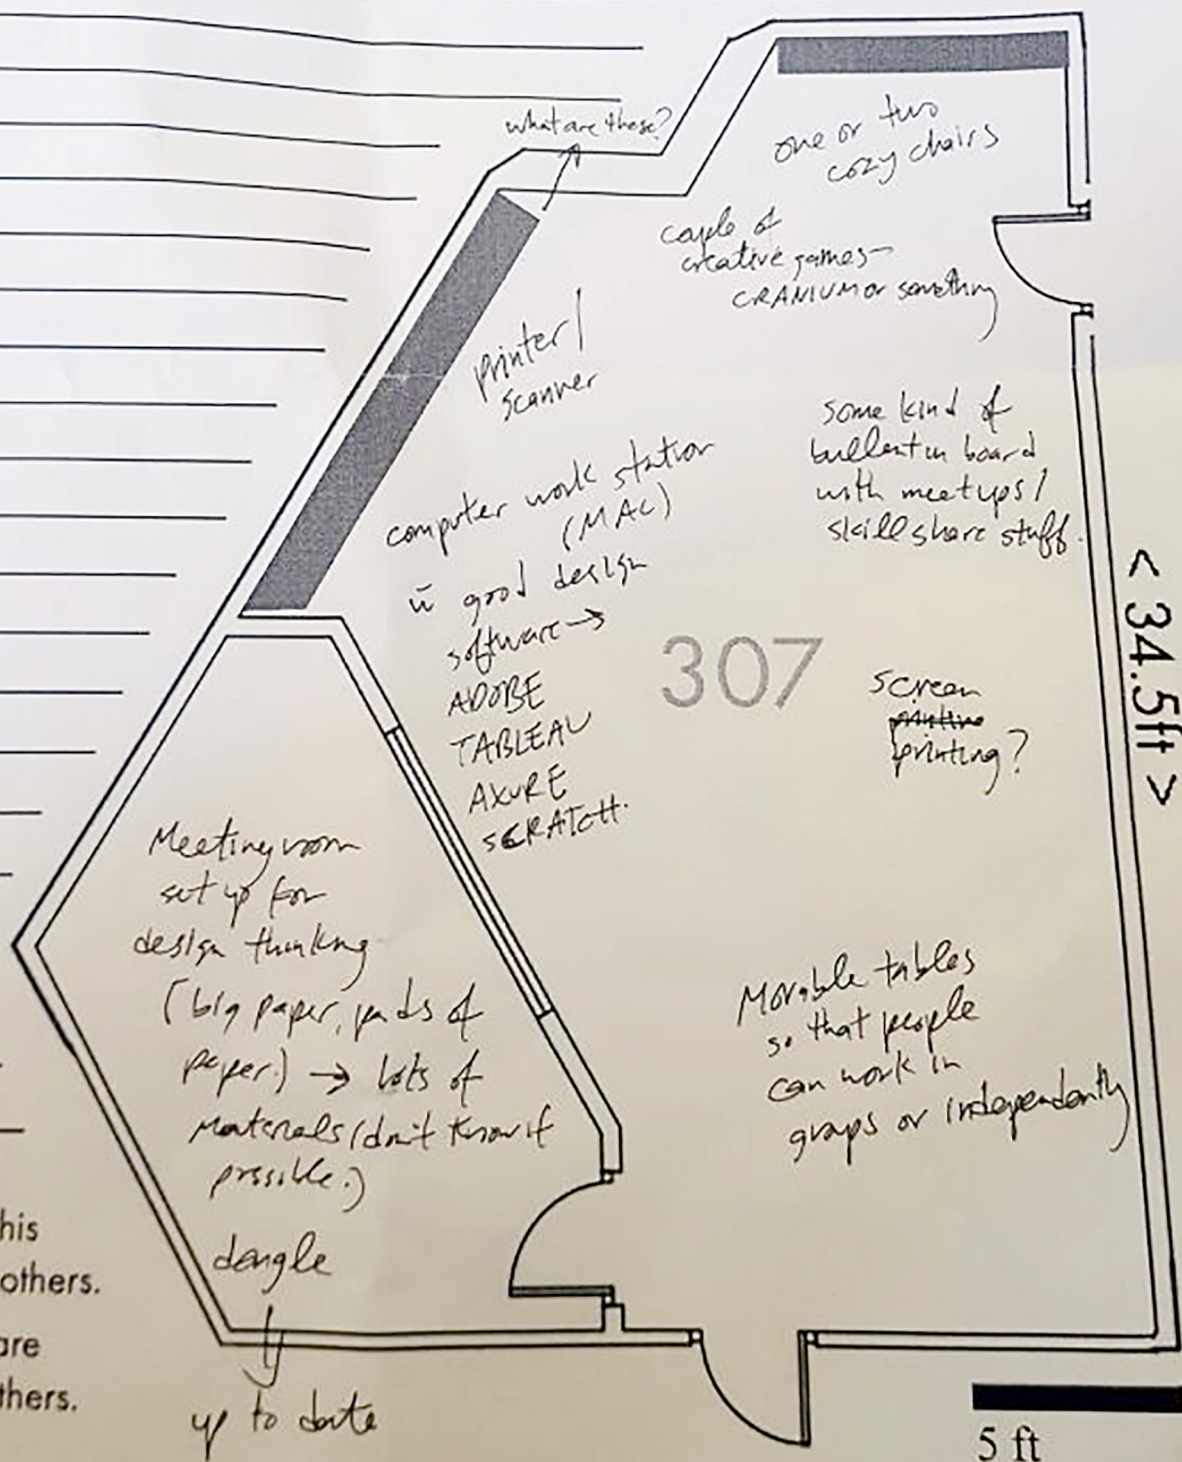 what are these?
one or two
cozy chairs
couple of
creative games—
CRANIUM or something
printer/
scanner
computer work station
(MAC)
w good design
software →
ADOBE
TABLEAU
AXURE
SCRATCH.
some kind of
bulletin board
with meetups/
skillshare stuff.
307
screen
printing?
< 34.5ft >
Meeting room
set up for
design thinking
(big paper, pads of
paper.) → lots of
materials (don't know if
possible.)
dongle
up to date
Movable tables
so that people
can work in
groups or independently
his
others.
are
thers.
5 ft